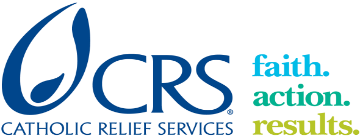 CRS®
CATHOLIC RELIEF SERVICES
faith.
action.
results.